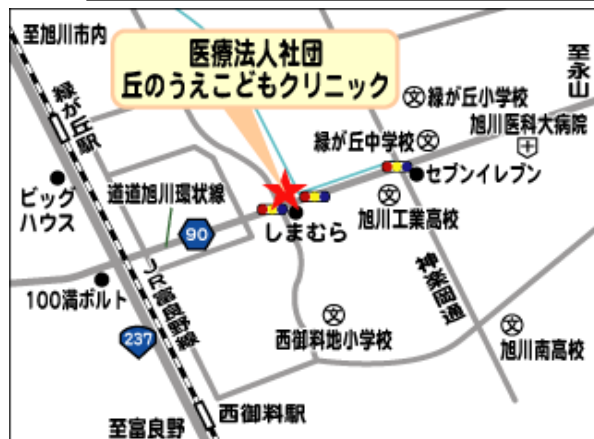 至旭川市内
医療法人社団
丘のうえこどもクリニック
至永山
緑が丘駅
緑が丘小学校
旭川医科大病院
緑が丘中学校
セブンイレブン
ビッグ
ハウス
道道旭川環状線
旭川工業高校
90
しまむら
100満ボルト
JR富良野線
神楽岡通
237
西御料地小学校
旭川南高校
西御料駅
至富良野
文
文
文
文
文